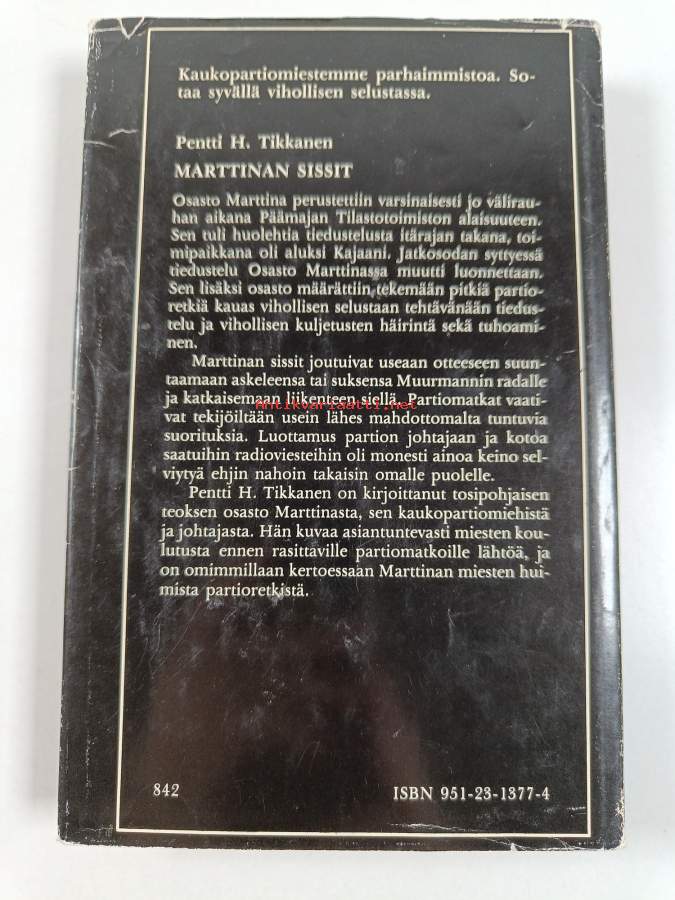 Kaukopartiomiestemme parhaimmistoa. So-
taa syvällä vihollisen selustassa.
Pentti H. Tikkanen
MARTTINAN SISSIT
Osasto Marttina perustettiin varsinaisesti jo välirau-
han aikana Päämajan Tilastotoimiston alaisuuteen.
Sen tuli huolehtia tiedustelusta itärajan takana, toi-
mipaikkana oli aluksi Kajaani. Jatkosodan syttyessä
tiedustelu Osasto Marttinassa muutti luonnettaan.
Sen lisäksi osasto määrättiin tekemään pitkiä partio-
retkiä kauas vihollisen selustaan tehtävänään tiedus-
telu ja vihollisen kuljetusten häirintä sekä tuhoami-
nen.
Marttinan sissit joutuivat useaan otteeseen suun-
taamaan askeleensa tai suksensa Muurmannin radalle
ja katkaisemaan liikenteen siellä. Partiomatkat vaati-
Antikvariaatti.net
vat tekijöiltään usein lähes mahdottomalta tuntuvia
suorituksia. Luottamus partion johtajaan ja kotoa
saatuihin radioviesteihin oli monesti ainoa keino sel-
viytyä ehjin nahoin takaisin omalle puolelle.
Pentti H. Tikkanen on kirjoittanut tosipohjaisen
teoksen osasto Marttinasta, sen kaukopartiomiehistä
ja johtajasta. Hän kuvaa asiantuntevasti miesten kou-
lutusta ennen rasittaville partiomatkoille lähtöä, ja
on omimmillaan kertoessaan Marttinan miesten hui-
mista partioretkistä.
842
ISBN 951-23-1377-4